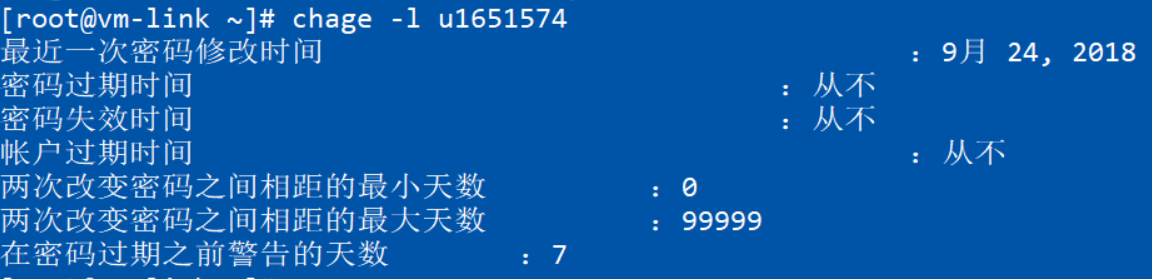 [root@vm-link ~]# chage -l u1651574
最近一次密码修改时间 ：9月 24, 2018
密码过期时间 ：从不
密码失效时间 ：从不
帐户过期时间 ：从不
两次改变密码之间相距的最小天数 ：0
两次改变密码之间相距的最大天数 ：99999
在密码过期之前警告的天数 ：7